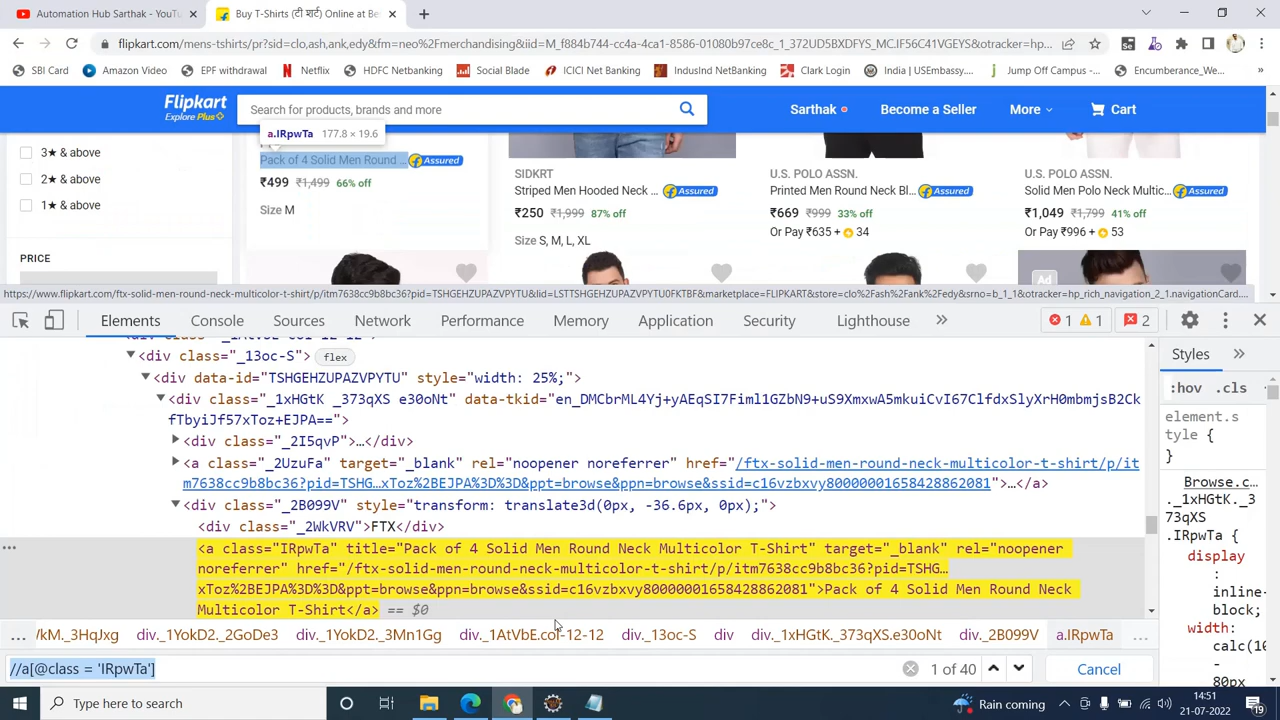 Automation Hub Sarthak - YouTu
Buy T-Shirts (टी शार्ट) Online at Be
flipkart.com/mens-tshirts/pr?sid=clo,ash,ank,edy&fm=neo%2Fmerchandising&iid=M_f884b744-cc4a-4ca1-8586-01080b97ce8c_1_372UD5BXDFYS_MC.IF56C41VGEYS&otracker=hp...
SBI Card
Amazon Video
EPF withdrawal
Netflix
HDFC Netbanking
Social Blade
ICICI Net Banking
IndusInd NetBanking
Clark Login
India | USEmbassy....
Jump Off Campus -...
Encumberance_We...
Flipkart
Explore Plus
Search for products, brands and more
Sarthak
Become a Seller
More
Cart
a.IRpwTa 177.8 × 19.6
3★ & above
2★ & above
1★ & above
PRICE
Pack of 4 Solid Men Round ... Assured
₹499 ₹1,499 66% off
Size M
SIDKRT
Striped Men Hooded Neck ... Assured
₹250 ₹1,999 87% off
Size S, M, L, XL
U.S. POLO ASSN.
Printed Men Round Neck Bl... Assured
₹669 ₹999 33% off
Or Pay ₹635 + 34
U.S. POLO ASSN.
Solid Men Polo Neck Multic... Assured
₹1,049 ₹1,799 41% off
Or Pay ₹996 + 53
Ad
https://www.flipkart.com/ftx-solid-men-round-neck-multicolor-t-shirt/p/itm7638cc9b8bc36?pid=TSHGEHZUPAZVPYTU&lid=LSTTSHGEHZUPAZVPYTU0FKTBF&marketplace=FLIPKART&store=clo%2Fash%2Fank%2Fedy&srno=b_1_1&otracker=hp_rich_navigation_2_1.navigationCard....
Elements
Console
Sources
Network
Performance
Memory
Application
Security
Lighthouse
1
1
2
<div class="_13oc-S"> flex
<div data-id="TSHGEHZUPAZVPYTU" style="width: 25%;">
<div class="_1xHGtK _373qXS e30oNt" data-tkid="en_DMCbrML4Yj+yAEqSI7Fiml1GZbN9+uS9XmxwA5mkuiCvI67ClfdxSlyXrH0mbmjsB2Ck
fTbyiJf57xToz+EJPA==">
<div class="_2I5qvP">…</div>
<a class="_2UzuFa" target="_blank" rel="noopener noreferrer" href="/ftx-solid-men-round-neck-multicolor-t-shirt/p/it
m7638cc9b8bc36?pid=TSHG…xToz%2BEJPA%3D%3D&ppt=browse&ppn=browse&ssid=c16vzbxvy80000001658428862081">…</a>
<div class="_2B099V" style="transform: translate3d(0px, -36.6px, 0px);">
<div class="_2WkVRV">FTX</div>
<a class="IRpwTa" title="Pack of 4 Solid Men Round Neck Multicolor T-Shirt" target="_blank" rel="noopener
noreferrer" href="/ftx-solid-men-round-neck-multicolor-t-shirt/p/itm7638cc9b8bc36?pid=TSHG…
xToz%2BEJPA%3D%3D&ppt=browse&ppn=browse&ssid=c16vzbxvy80000001658428862081">Pack of 4 Solid Men Round Neck
Multicolor T-Shirt</a> == $0
Styles
:hov .cls
element.s
tyle {
}
Browse.c…
._1xHGtK._3
73qXS
.IRpwTa {
display
:
inline-
block;
width:
calc(10
-
80px
... VkM._3HqJxg div._1YokD2._2GoDe3 div._1YokD2._3Mn1Gg div._1AtVbE.col-12-12 div._13oc-S div div._1xHGtK._373qXS.e30oNt div._2B099V a.IRpwTa ...
//a[@class = 'IRpwTa']
1 of 40
Cancel
Type here to search
Rain coming
14:51
21-07-2022
19